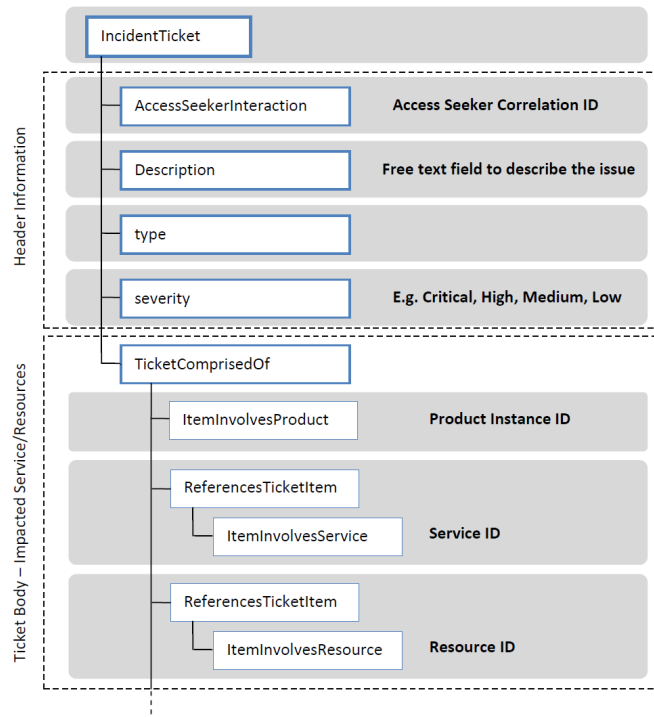 IncidentTicket
Header Information
AccessSeekerInteraction
Access Seeker Correlation ID
Description
Free text field to describe the issue
type
severity
E.g. Critical, High, Medium, Low
Ticket Body – Impacted Service/Resources
TicketComprisedOf
ItemInvolvesProduct
Product Instance ID
ReferencesTicketItem
ItemInvolvesService
Service ID
ReferencesTicketItem
ItemInvolvesResource
Resource ID